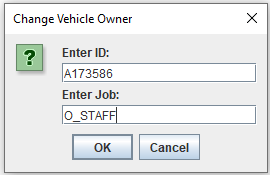 Change Vehicle Owner
?
Enter ID:
A173586
Enter Job:
O_STAFF
OK Cancel